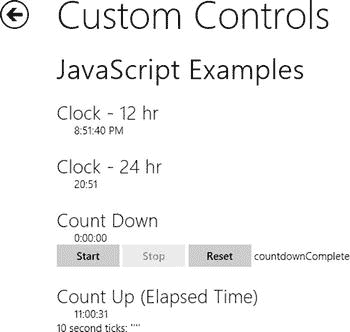 Custom Controls
JavaScript Examples
Clock - 12 hr
8:51:40 PM
Clock - 24 hr
20:51
Count Down
0:00:00
Start Stop Reset countdownComplete
Count Up (Elapsed Time)
11:00:31
10 second ticks: ''''